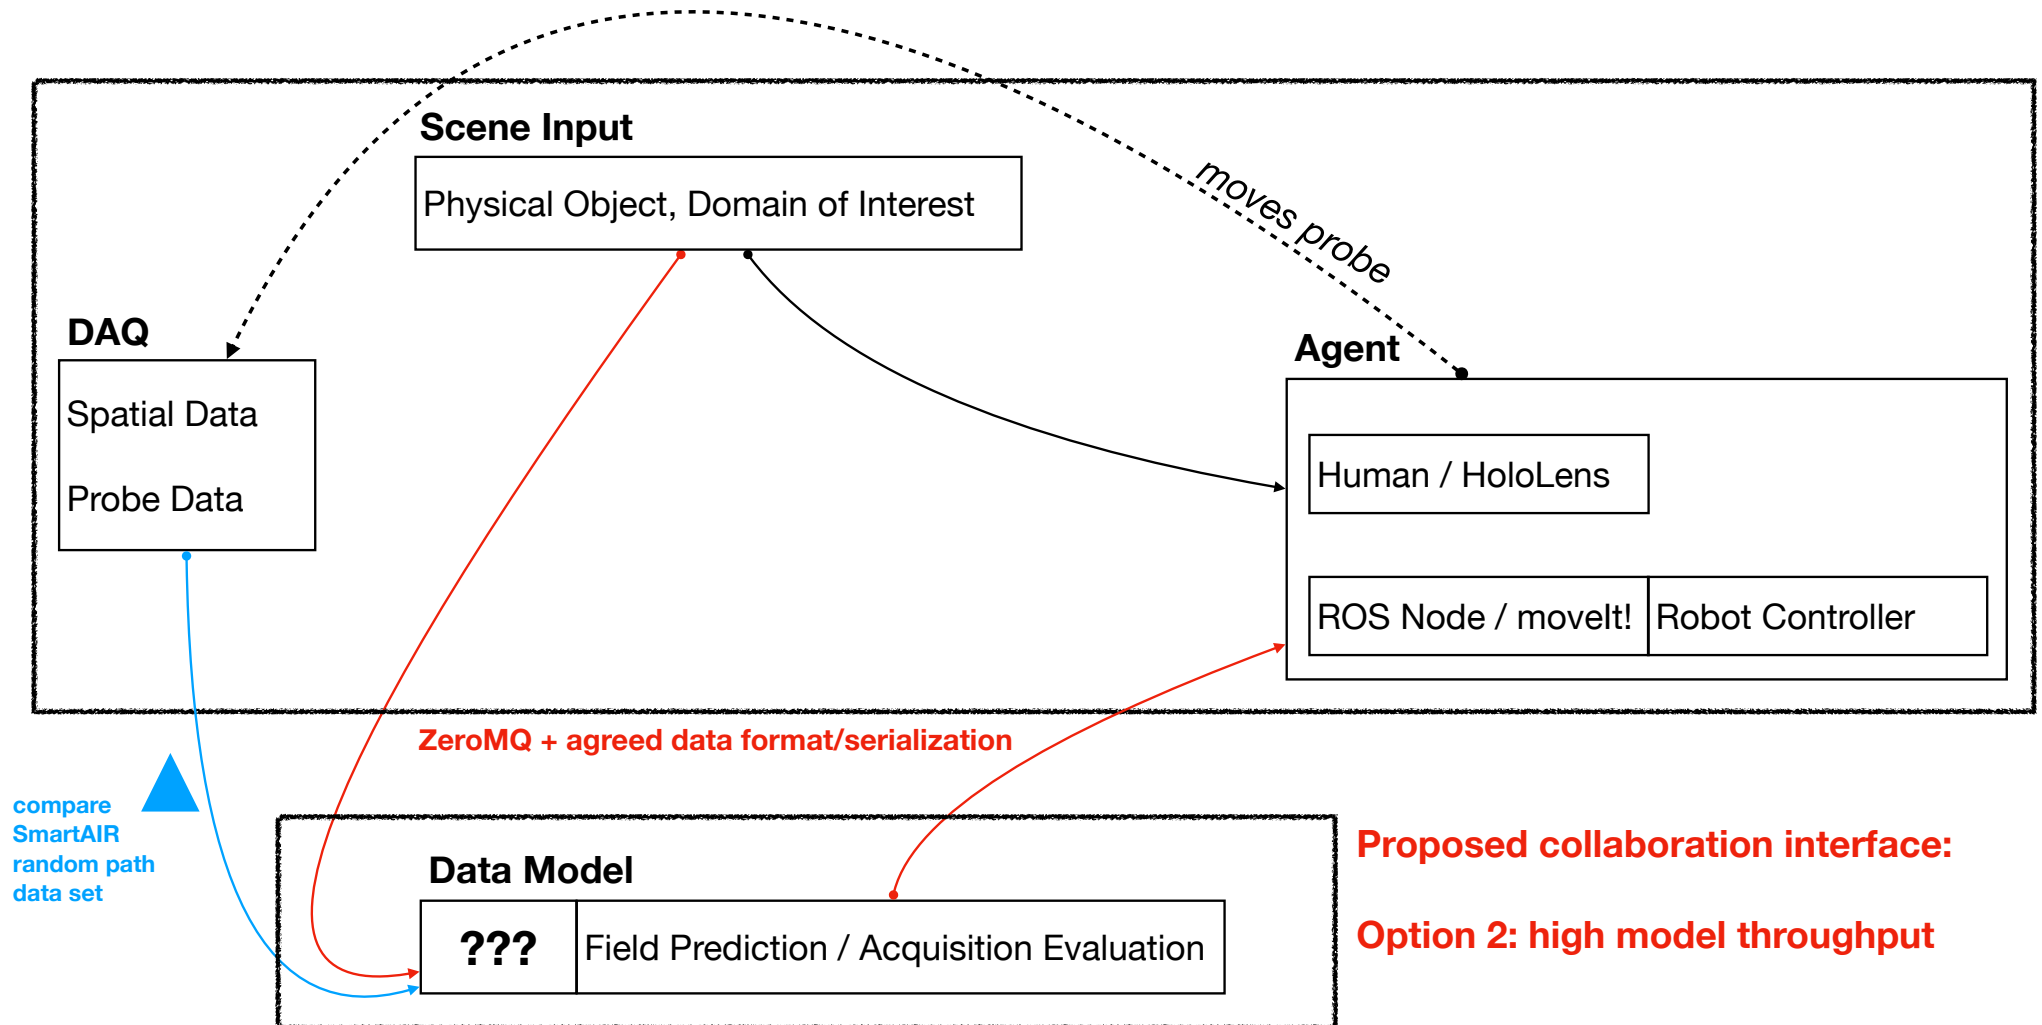 Scene Input
Physical Object, Domain of Interest
moves probe
DAQ
Spatial Data
Probe Data
Agent
Human / HoloLens
ROS Node / moveIt!
Robot Controller
ZeroMQ + agreed data format/serialization
compare
SmartAIR
random path
data set
Data Model
???
Field Prediction / Acquisition Evaluation
Proposed collaboration interface:
Option 2: high model throughput